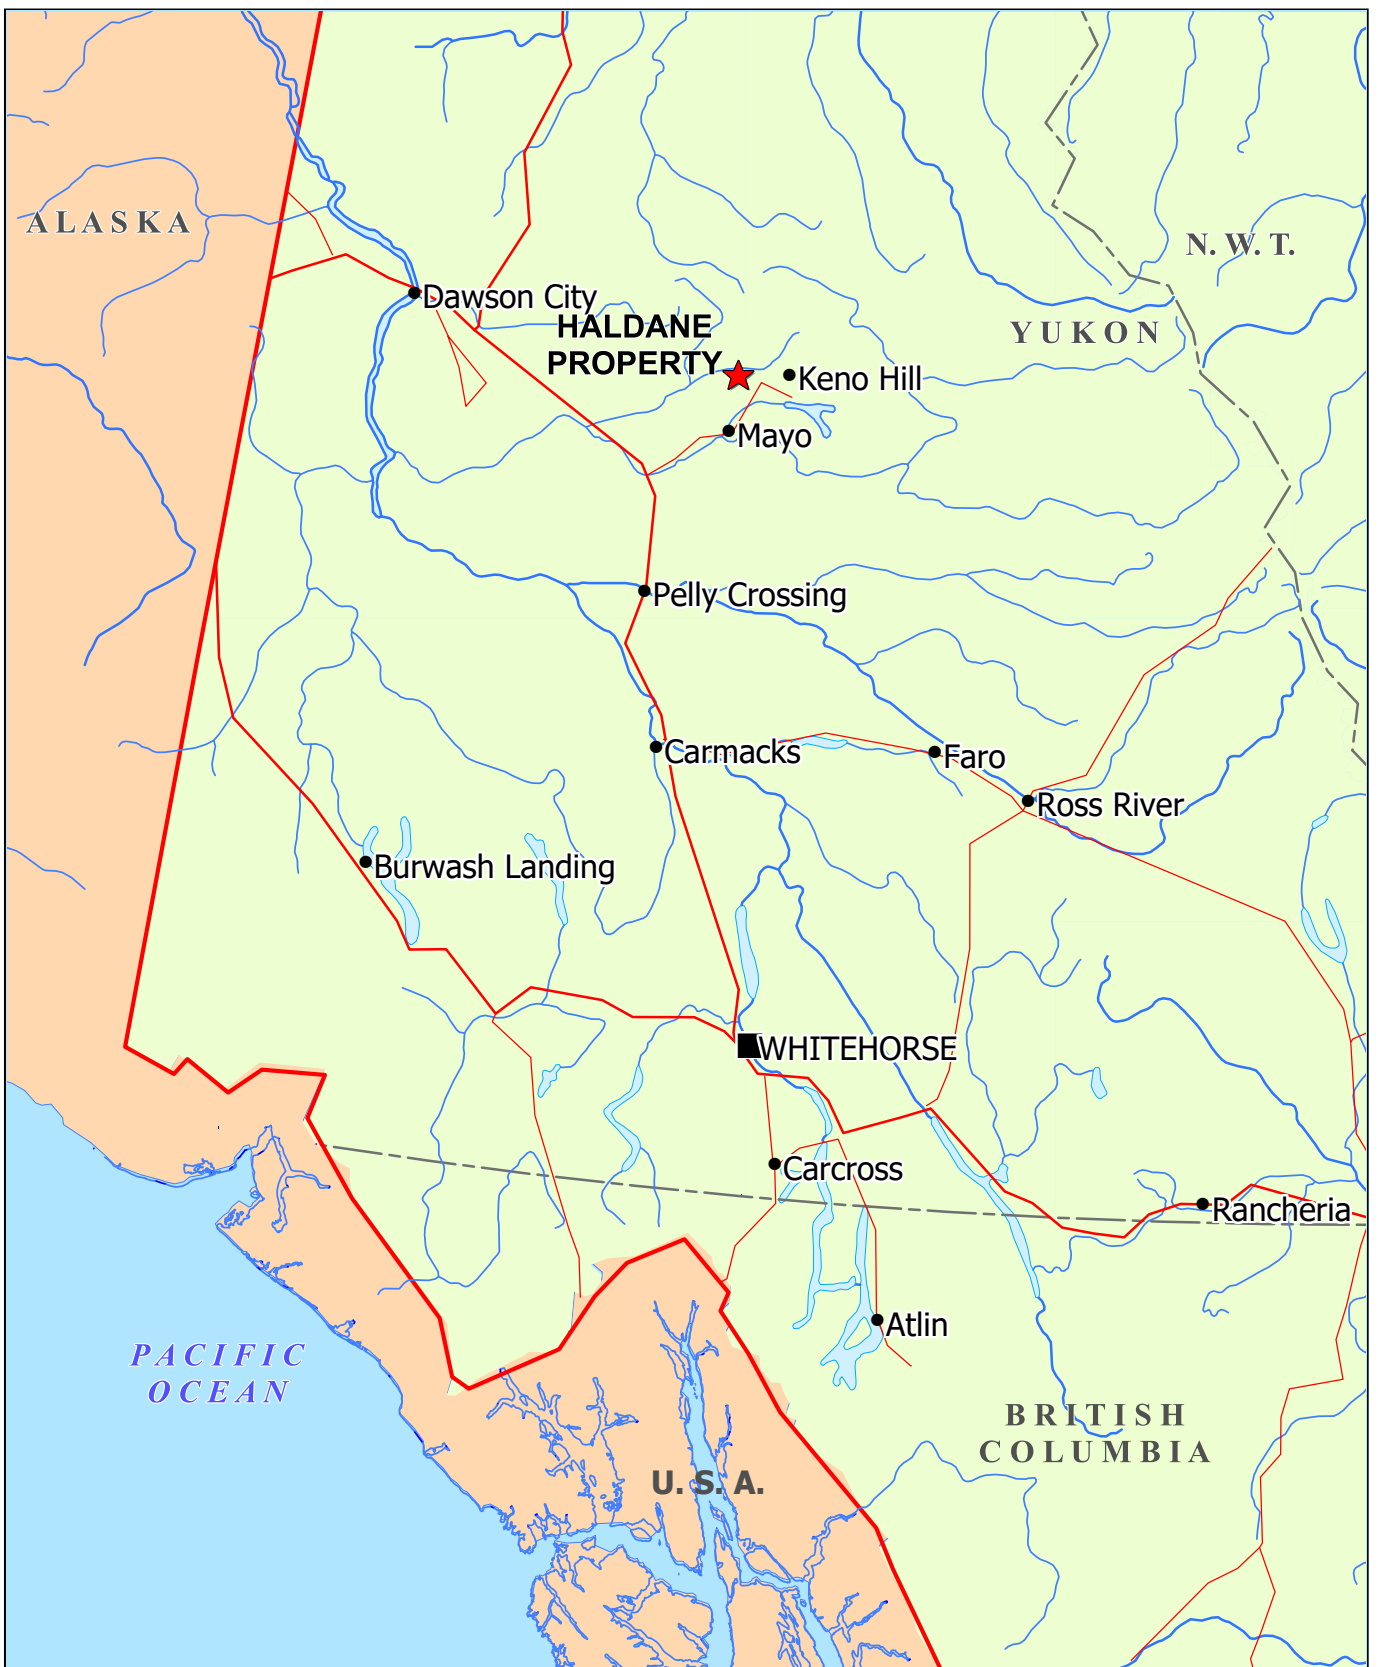 ALASKA
N. W. T.
Dawson City
HALDANE
PROPERTY
YUKON
Keno Hill
Mayo
Pelly Crossing
Carmacks
Faro
Ross River
Burwash Landing
WHITEHORSE
Carcross
Rancheria
Atlin
PACIFIC
OCEAN
BRITISH
COLUMBIA
U. S. A.